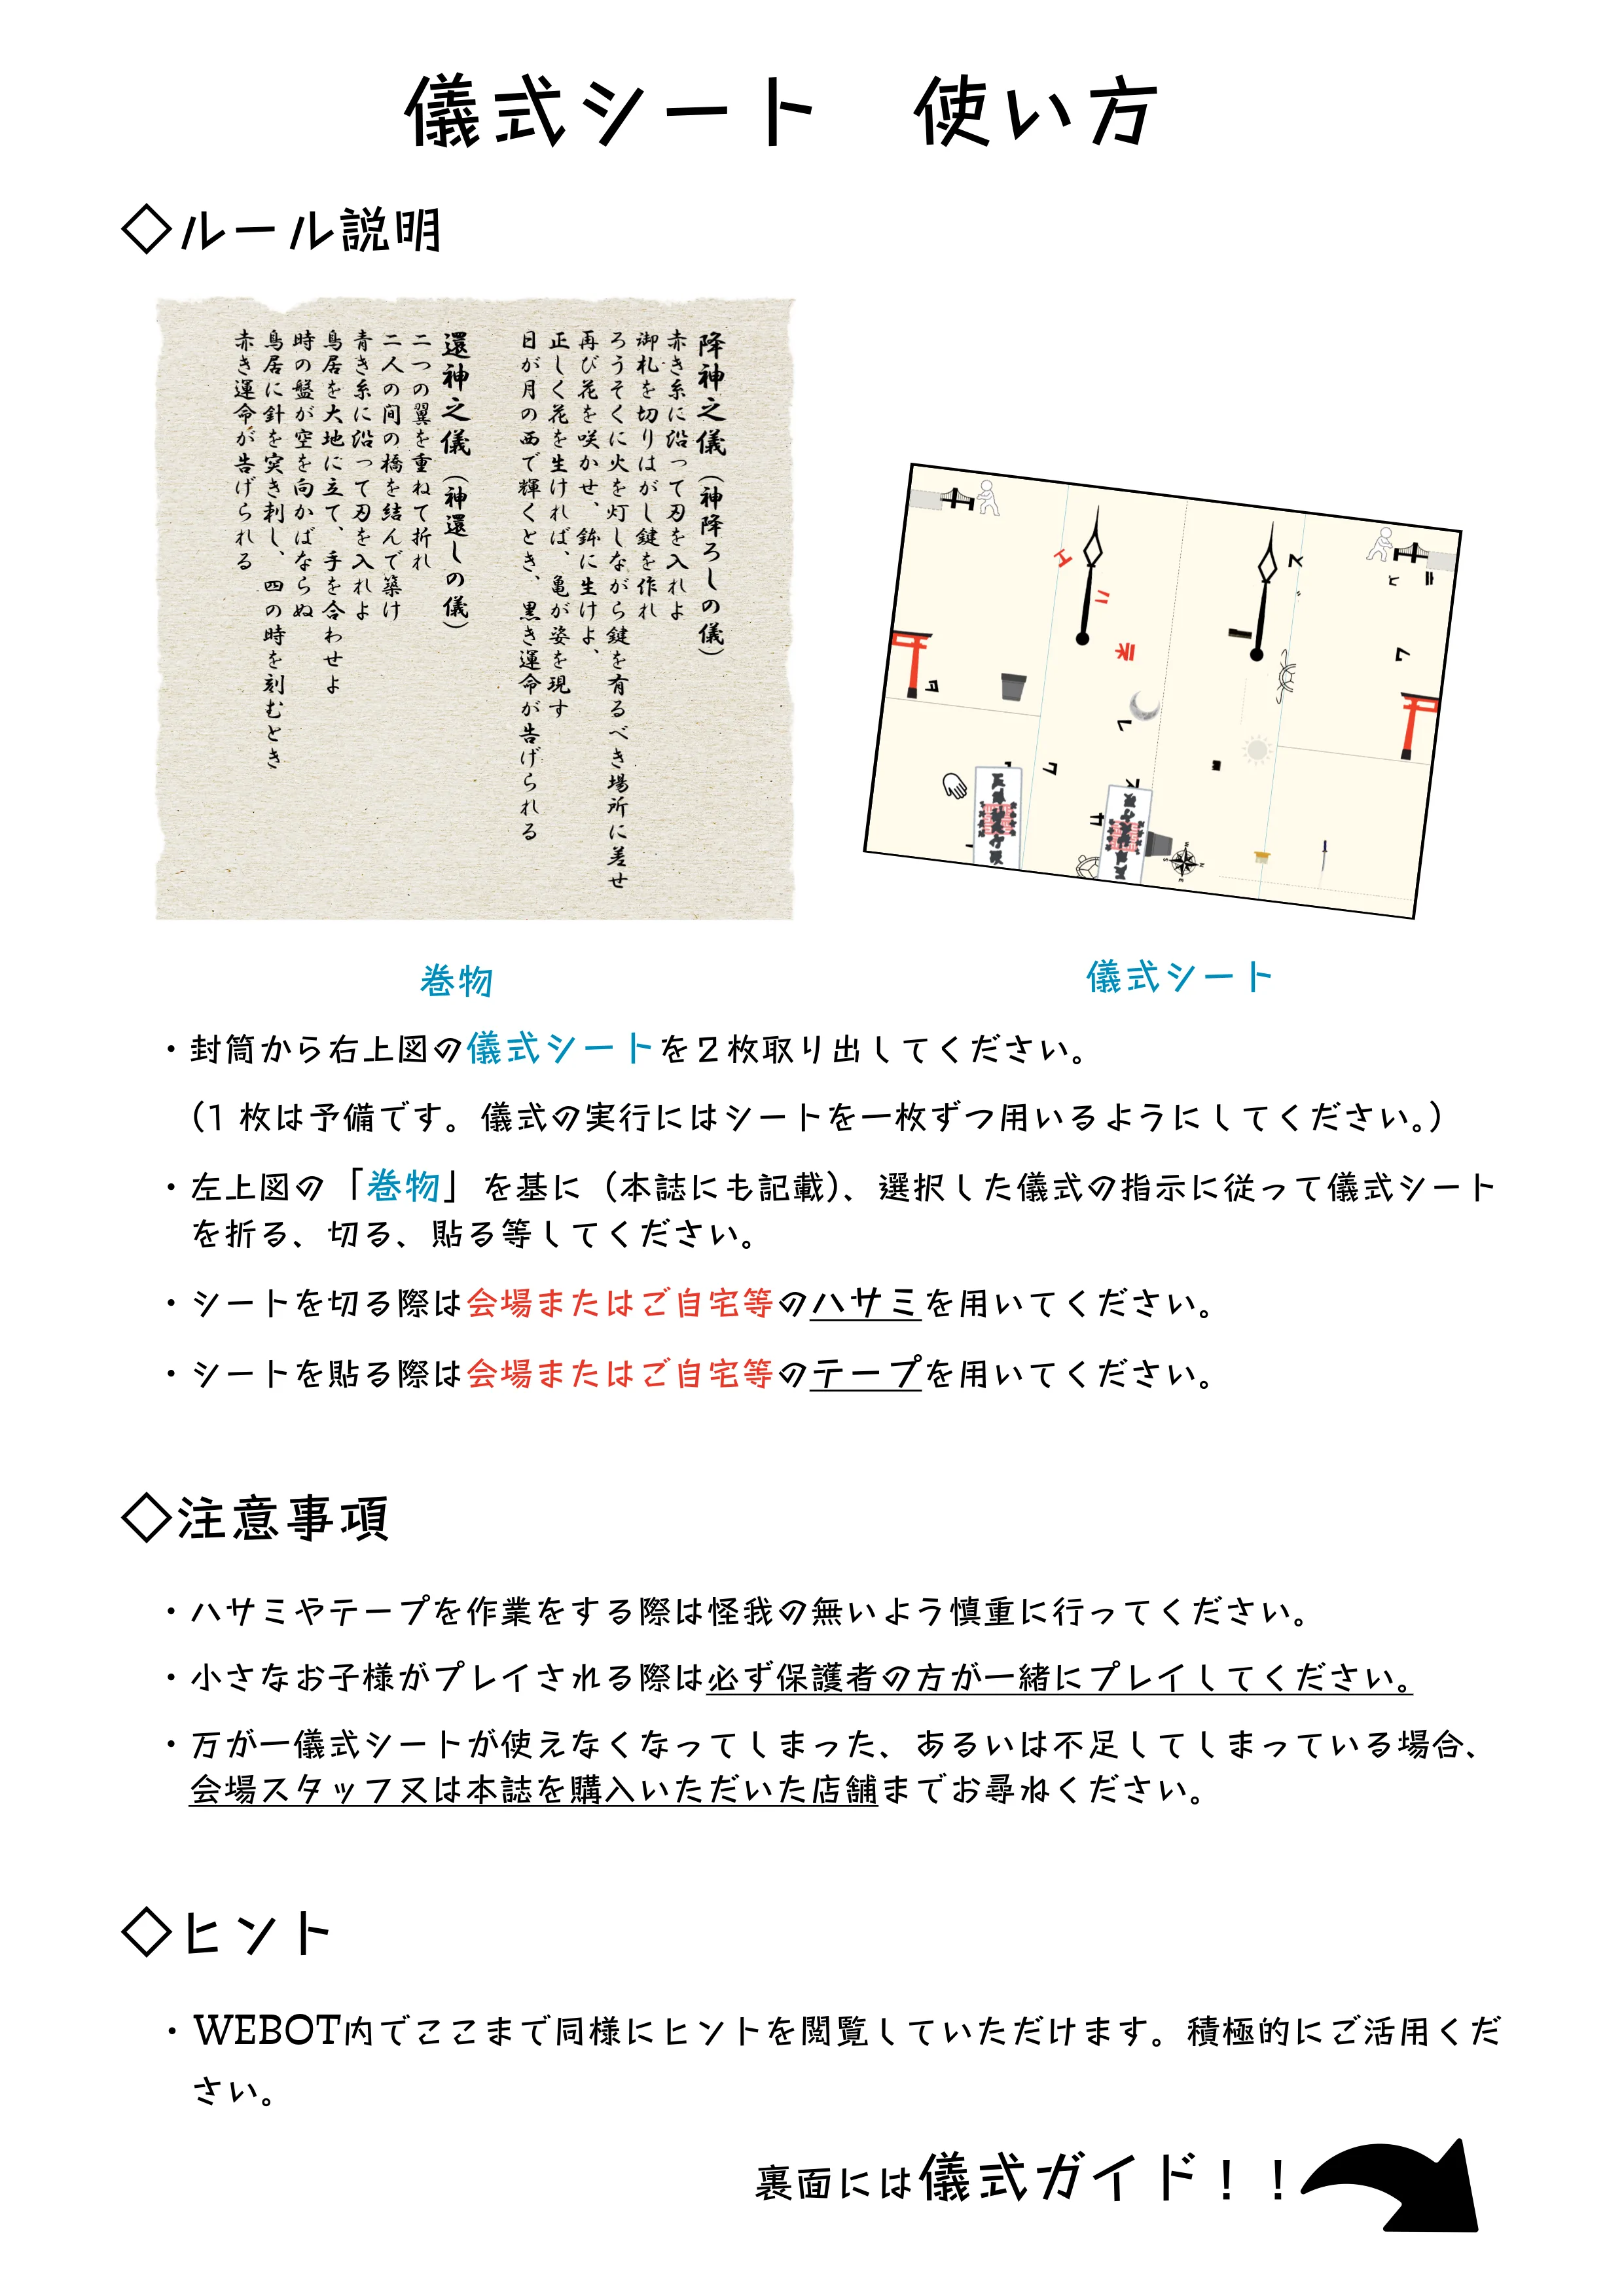 儀式シート　使い方
◇ルール説明
降神之儀（神降ろしの儀）
赤き糸に沿って刃を入れよ
御札を切りはがし鍵を作れ
ろうそくに火を灯しながら鍵を有るべき場所に差せ
再び花を咲かせ、鉢に生けよ、
正しく花を生ければ、亀が姿を現す
日が月の西で輝くとき、黒き運命が告げられる
還神之儀（神還しの儀）
二つの翼を重ねて折れ
二人の間の橋を結んで築け
青き糸に沿って刃を入れよ
鳥居を大地に立て、手を合わせよ
時の盤が空を向かばならぬ
鳥居に針を突き刺し、四の時を刻むとき
赤き運命が告げられる
巻物
儀式シート
・封筒から右上図の儀式シートを２枚取り出してください。
（1 枚は予備です。儀式の実行にはシートを一枚ずつ用いるようにしてください。）
・左上図の「巻物」を基に（本誌にも記載）、選択した儀式の指示に従って儀式シート
を折る、切る、貼る等してください。
・シートを切る際は会場またはご自宅等のハサミを用いてください。
・シートを貼る際は会場またはご自宅等のテープを用いてください。
◇注意事項
・ハサミやテープを作業をする際は怪我の無いよう慎重に行ってください。
・小さなお子様がプレイされる際は必ず保護者の方が一緒にプレイしてください。
・万が一儀式シートが使えなくなってしまった、あるいは不足してしまっている場合、
会場スタッフ又は本誌を購入いただいた店舗までお尋ねください。
◇ヒント
・WEBOT内でここまで同様にヒントを閲覧していただけます。積極的にご活用くだ
さい。
裏面には儀式ガイド！！